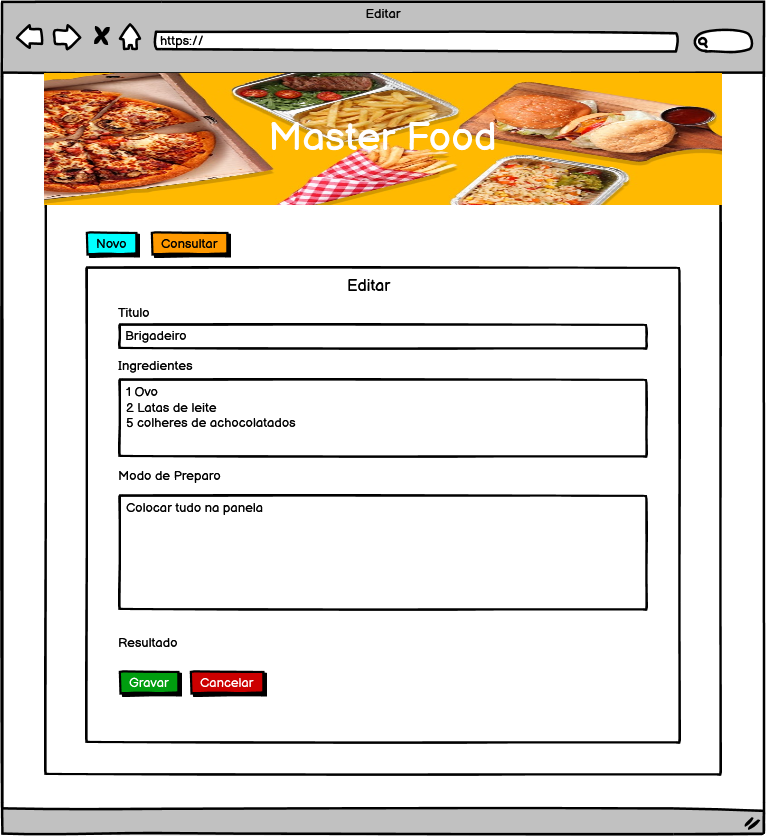 Editar
https://
Master Food
Novo
Consultar
Editar
Titulo
Brigadeiro
Ingredientes
1 Ovo
2 Latas de leite
5 colheres de achocolatados
Modo de Preparo
Colocar tudo na panela
Resultado
Gravar
Cancelar